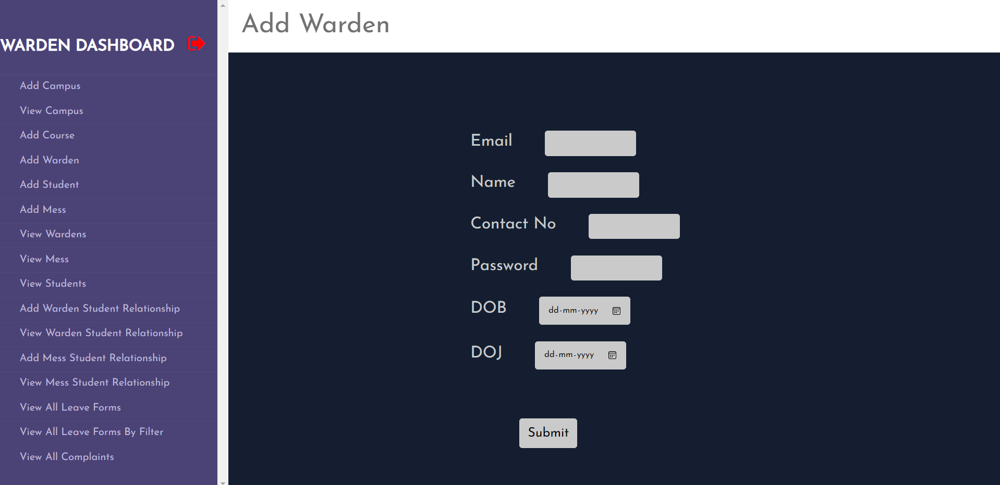 WARDEN DASHBOARD
Add Campus
View Campus
Add Course
Add Warden
Add Student
Add Mess
View Wardens
View Mess
View Students
Add Warden Student Relationship
View Warden Student Relationship
Add Mess Student Relationship
View Mess Student Relationship
View All Leave Forms
View All Leave Forms By Filter
View All Complaints
Add Warden
Email
Name
Contact No
Password
DOB dd-mm-yyyy
DOJ dd-mm-yyyy
Submit